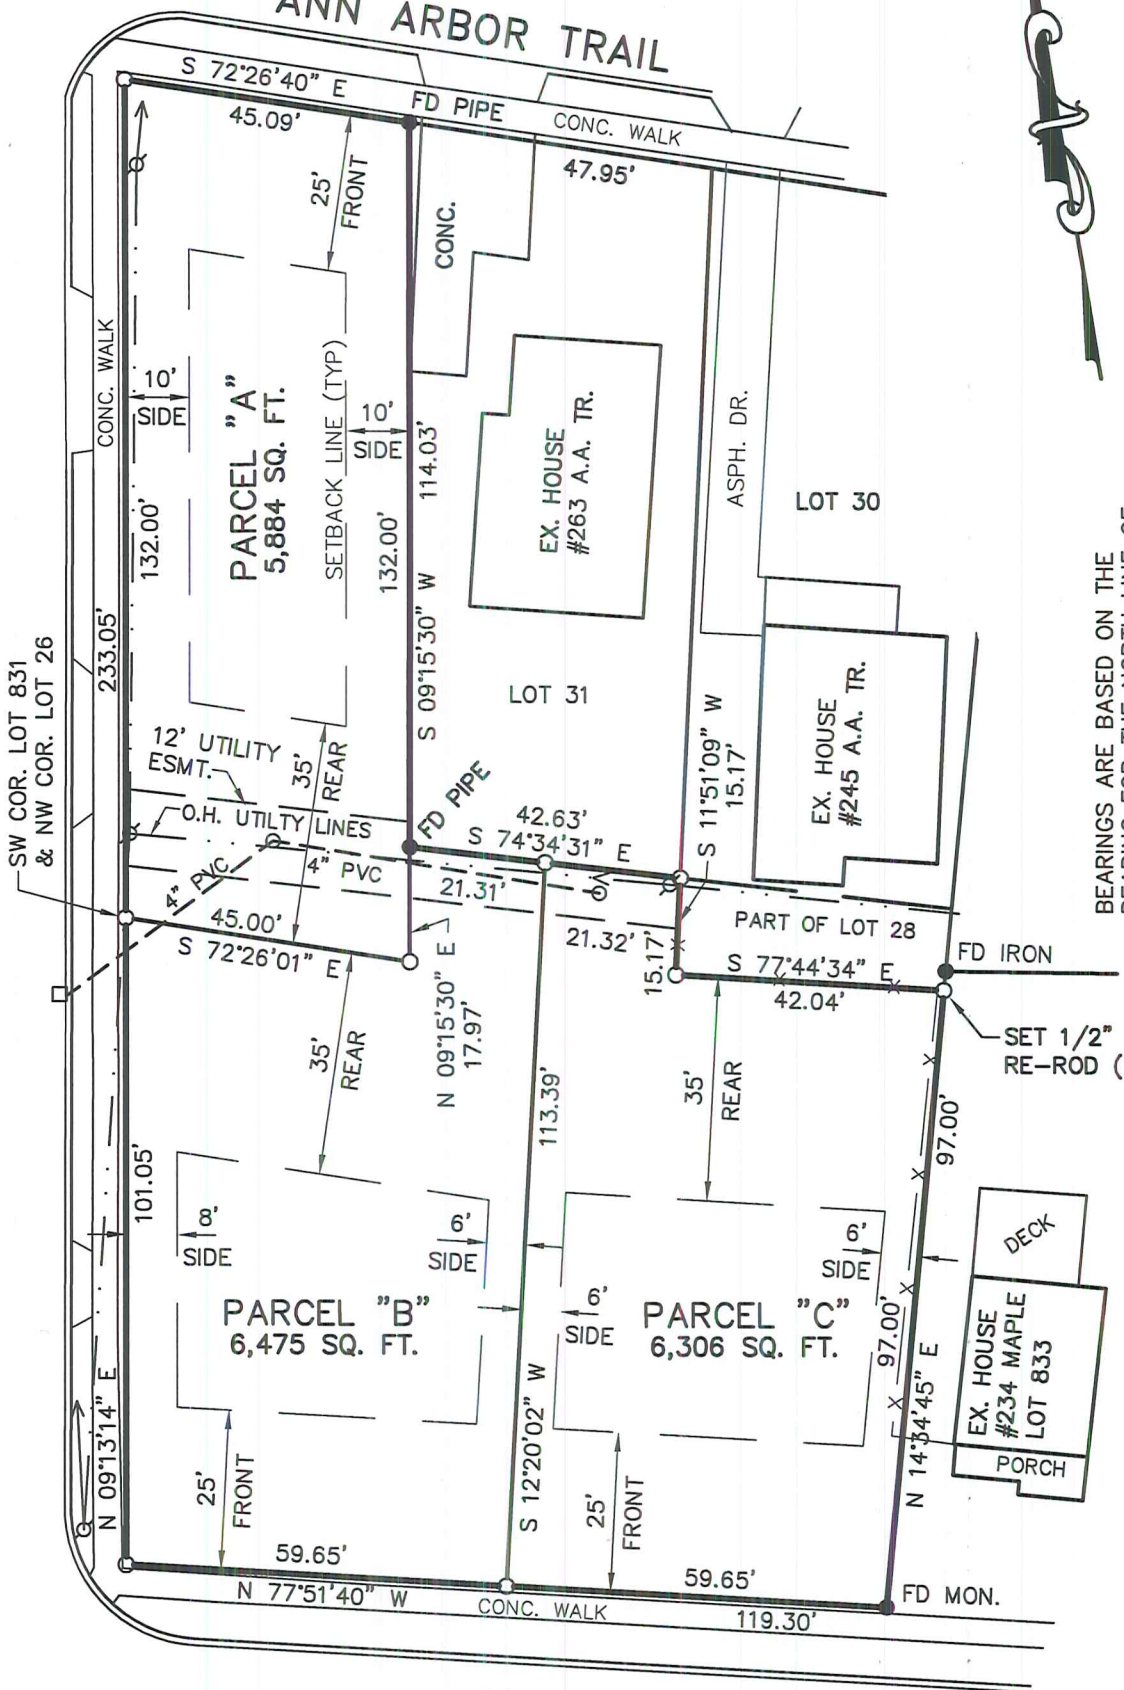 ANN ARBOR TRAIL
S 72°26'40" E
45.09'
FD PIPE
CONC. WALK
47.95'
25'
FRONT
CONC.
CONC. WALK
10'
SIDE
PARCEL "A"
5,884 SQ. FT.
SETBACK LINE (TYP)
10'
SIDE
132.00'
114.03'
132.00'
233.05'
S 09°15'30" W
EX. HOUSE
#263 A.A. TR.
ASPH. DR.
LOT 30
LOT 31
SW COR. LOT 831
& NW COR. LOT 26
12' UTILITY
ESMT.
35'
REAR
O.H. UTILTY LINES
FD PIPE
4" PVC
4" PVC
42.63'
S 74°34'31" E
21.31'
21.32'
S 11°51'09" W
15.17'
EX. HOUSE
#245 A.A. TR.
BEARINGS ARE BASED ON THE
PART OF LOT 28
45.00'
S 72°26'01" E
N 09°15'30" E
17.97'
15.17'
S 77°44'34" E
42.04'
FD IRON
SET 1/2"
RE-ROD (
35'
REAR
35'
REAR
113.39'
97.00'
101.05'
8'
SIDE
6'
SIDE
6'
SIDE
6'
SIDE
DECK
PARCEL "B"
6,475 SQ. FT.
PARCEL "C"
6,306 SQ. FT.
97.00'
EX. HOUSE
#234 MAPLE
LOT 833
PORCH
N 09°13'14" E
S 12°20'02" W
N 14°34'45" E
25'
FRONT
25'
FRONT
59.65'
N 77°51'40" W
CONC. WALK
59.65'
119.30'
FD MON.